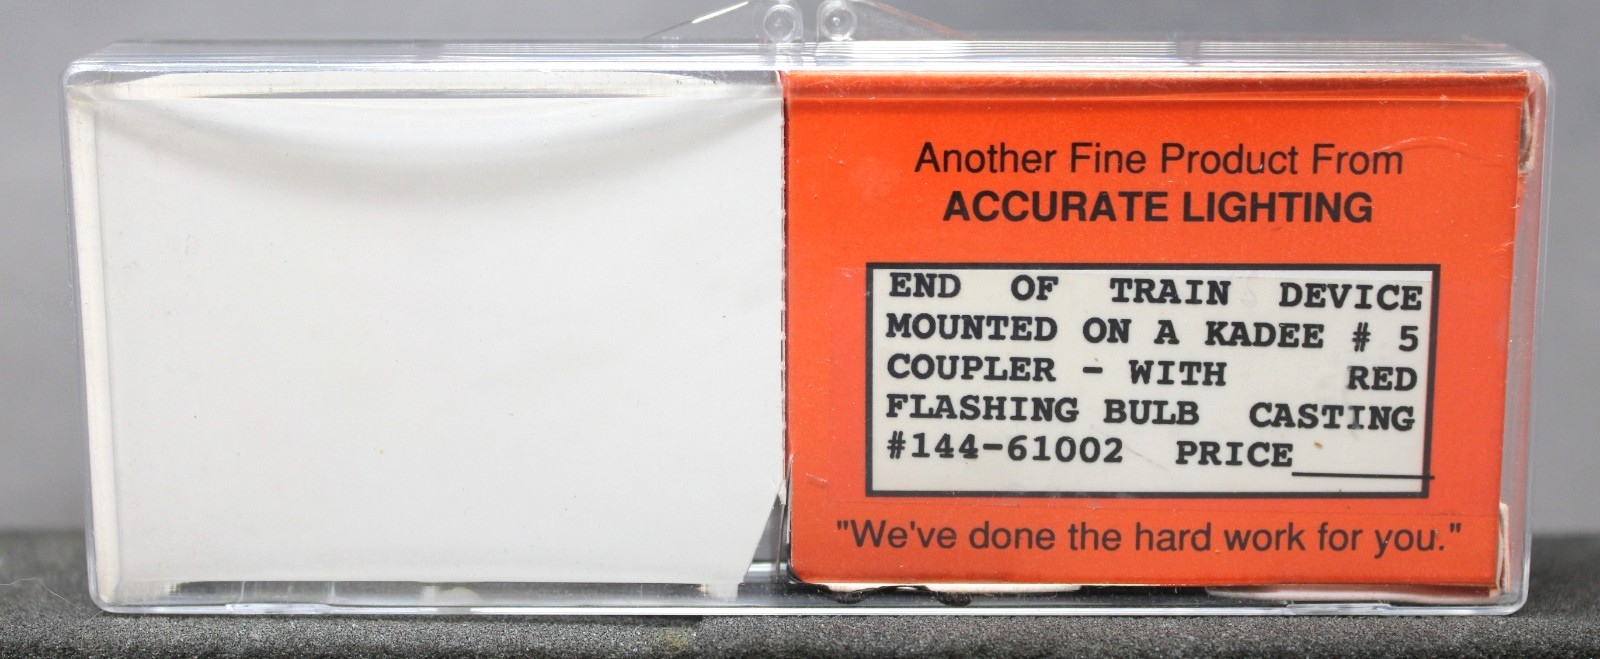 Another Fine Product From
ACCURATE LIGHTING
END OF TRAIN DEVICE
MOUNTED ON A KADEE # 5
COUPLER - WITH RED
FLASHING BULB CASTING
#144-61002 PRICE______
"We've done the hard work for you."